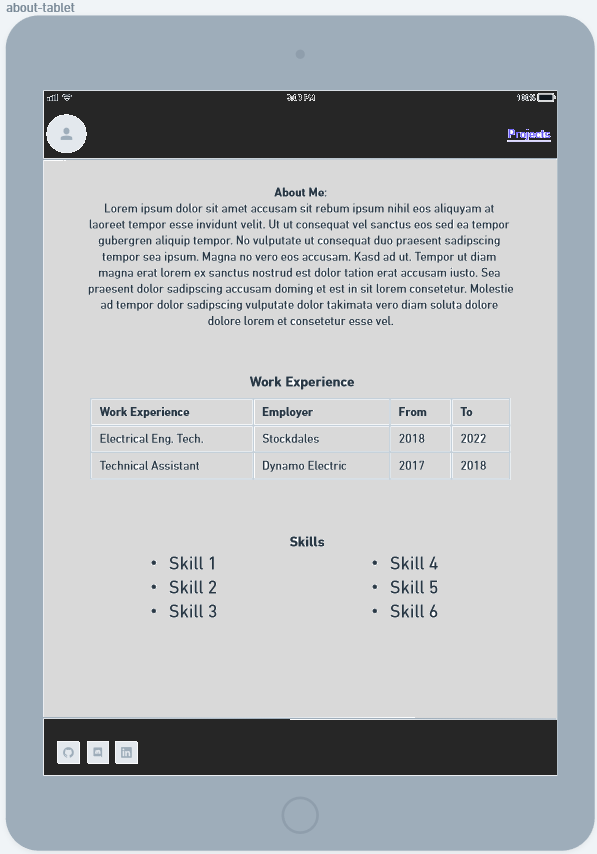 about-tablet
Projects
About Me:
Lorem ipsum dolor sit amet accusam sit rebum ipsum nihil eos aliquyam at
laoreet tempor esse invidunt velit. Ut ut consequat vel sanctus eos sed ea tempor
gubergren aliquip tempor. No vulputate ut consequat duo praesent sadipscing
tempor sea ipsum. Magna no vero eos accusam. Kasd ad ut. Tempor ut diam
magna erat lorem ex sanctus nostrud est dolor tation erat accusam iusto. Sea
praesent dolor sadipscing accusam doming et est in sit lorem consetetur. Molestie
ad tempor dolor sadipscing vulputate dolor takimata vero diam soluta dolore
dolore lorem et consetetur esse vel.
Work Experience
Work Experience Employer From To
Electrical Eng. Tech. Stockdales 2018 2022
Technical Assistant Dynamo Electric 2017 2018
Skills
• Skill 1 • Skill 4
• Skill 2 • Skill 5
• Skill 3 • Skill 6